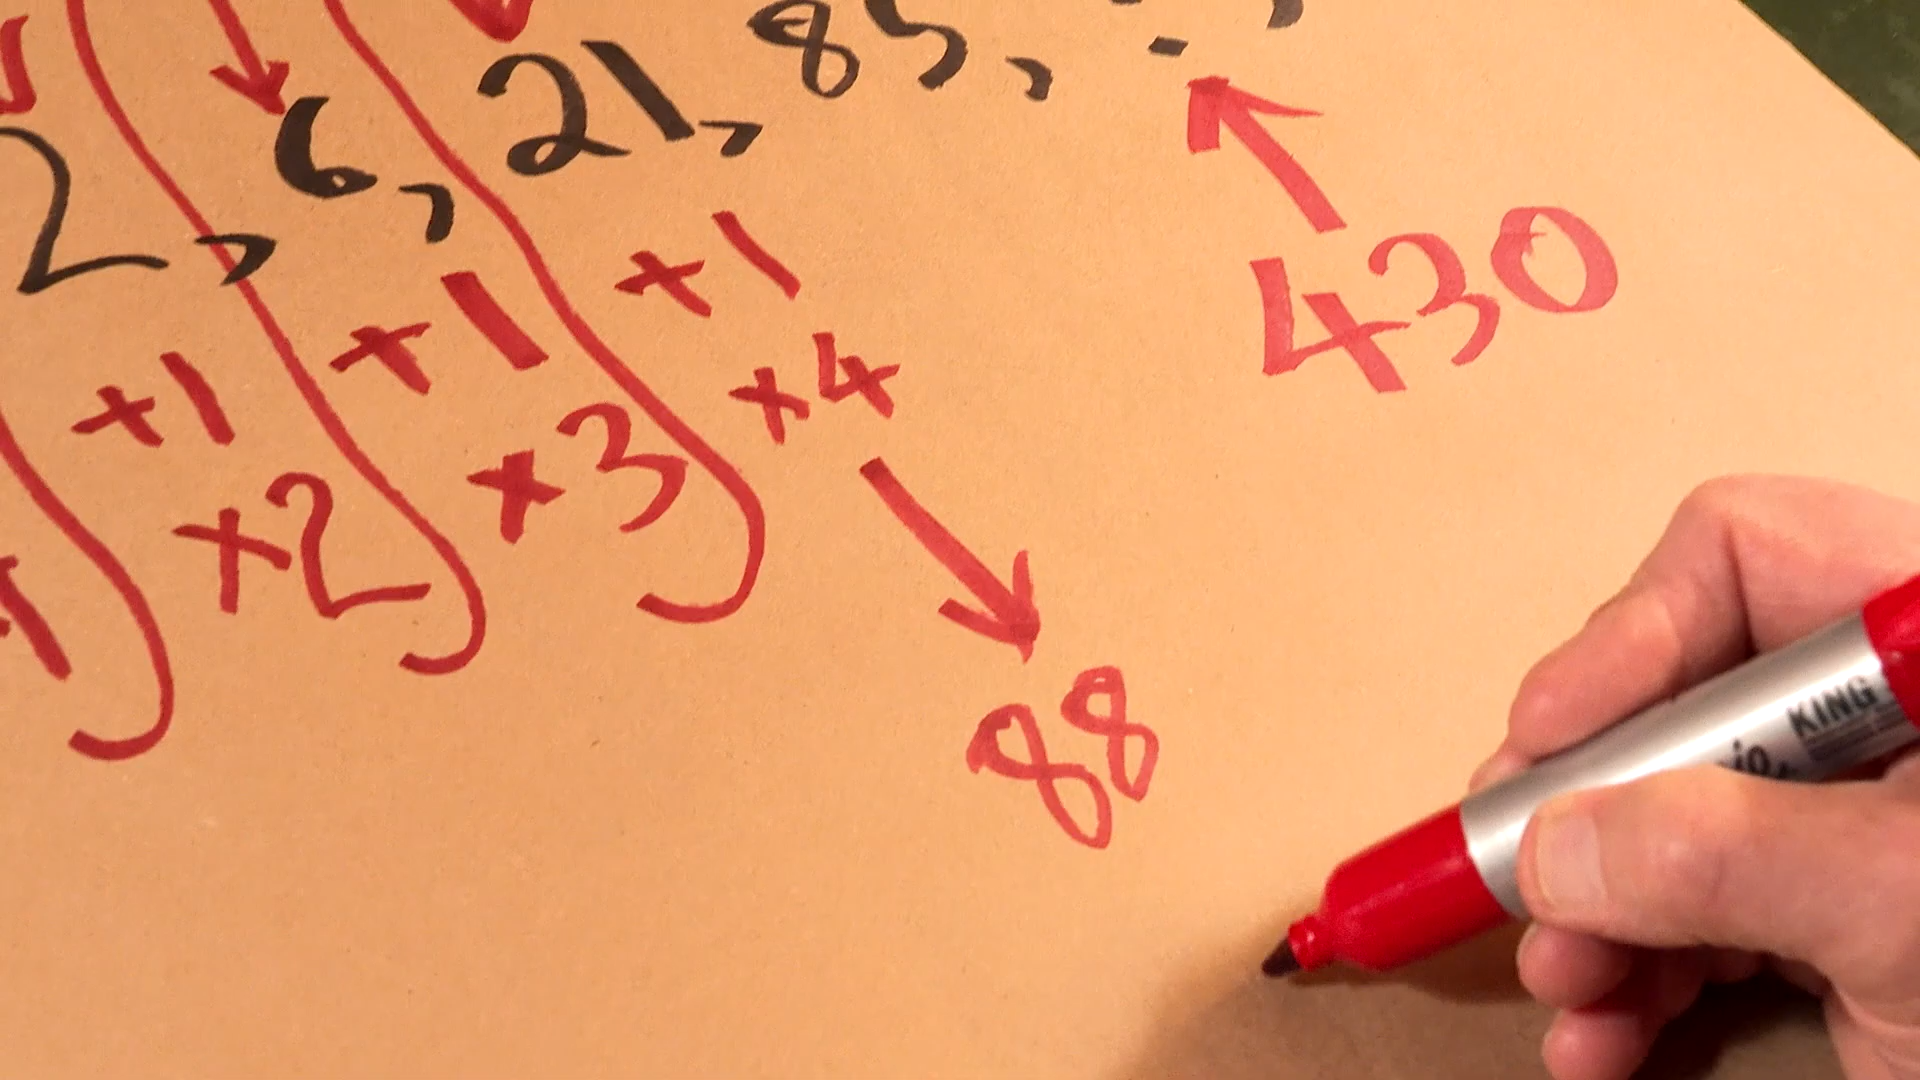 2, 6, 21, 85, ?
+1 +1 +1
×2 ×3 ×4
430
88
KING